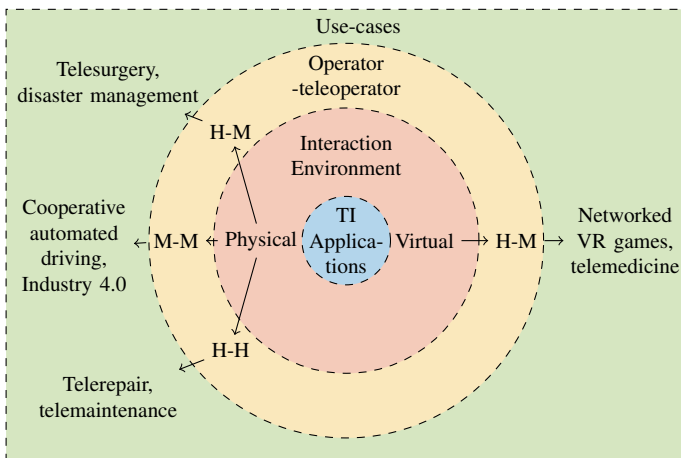 Use-cases
Operator
-teleoperator
Telesurgery,
disaster management
H-M
Interaction
Environment
Cooperative
automated
driving,
Industry 4.0
M-M
Physical
TI
Applica-
tions
Virtual
H-M
Networked
VR games,
telemedicine
H-H
Telerepair,
telemaintenance